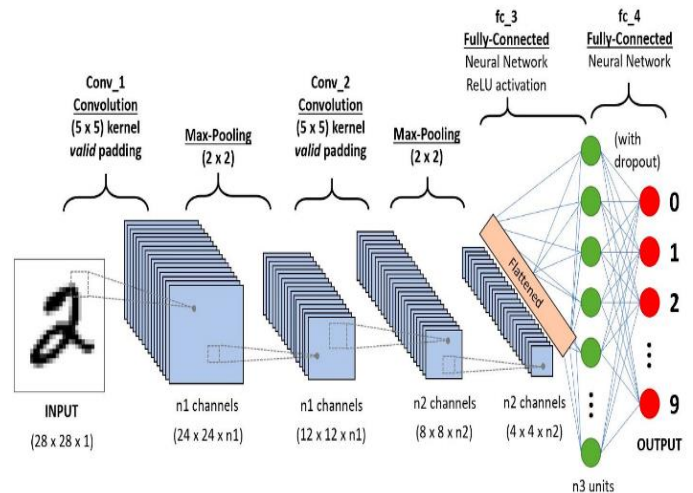 fc_3
Fully-Connected
Neural Network
ReLU activation
fc_4
Fully-Connected
Neural Network
Conv_1
Convolution
(5 x 5) kernel
valid padding
Max-Pooling
(2 x 2)
Conv_2
Convolution
(5 x 5) kernel
valid padding
Max-Pooling
(2 x 2)
(with
dropout)
Flattened
0
1
2
9
INPUT
(28 x 28 x 1)
n1 channels
(24 x 24 x n1)
n1 channels
(12 x 12 x n1)
n2 channels
(8 x 8 x n2)
n2 channels
(4 x 4 x n2)
OUTPUT
n3 units